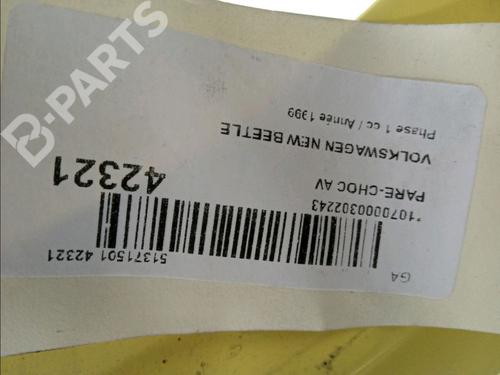 B-PARTS
GA
51371501 42321
*1070000302243
PARE-CHOC AV
42321
VOLKSWAGEN NEW BEETLE
Phase 1 cc / Année 1999